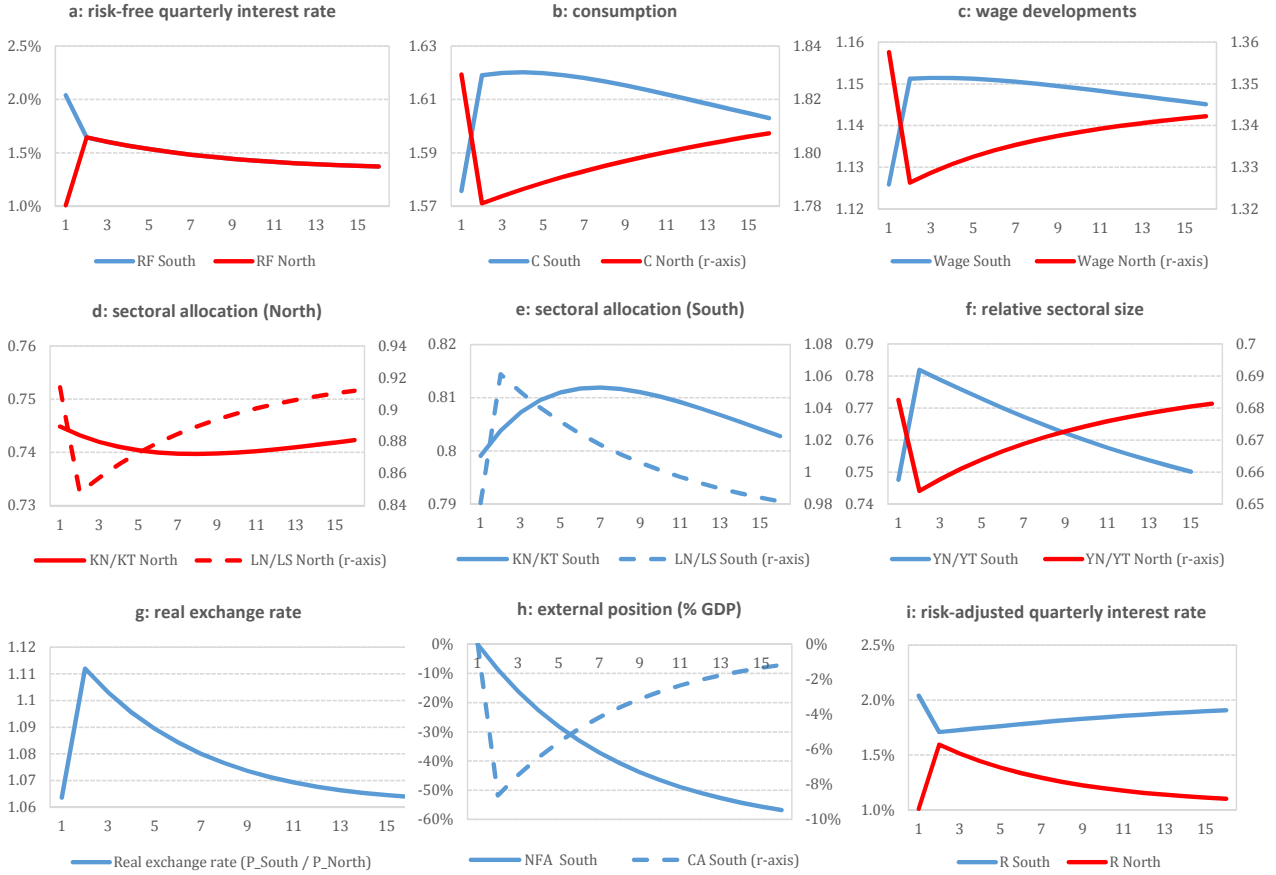 a: risk-free quarterly interest rate
2.5%
2.0%
1.5%
1.0%
1 3 5 7 9 11 13 15
RF South RF North
b: consumption
1.63 1.84
1.61 1.82
1.59 1.80
1.57 1.78
1 3 5 7 9 11 13 15
C South C North (r-axis)
c: wage developments
1.16 1.36
1.15 1.35
1.14 1.34
1.13 1.33
1.12 1.32
1 3 5 7 9 11 13 15
Wage South Wage North (r-axis)
d: sectoral allocation (North)
0.76 0.94
0.92
0.75 0.9
0.88
0.74
0.86
0.73 0.84
1 3 5 7 9 11 13 15
KN/KT North LN/LS North (r-axis)
e: sectoral allocation (South)
0.82 1.08
1.06
0.81 1.04
1.02
0.8
1
0.79 0.98
1 3 5 7 9 11 13 15
KN/KT South LN/LS South (r-axis)
f: relative sectoral size
0.79 0.7
0.78 0.69
0.77 0.68
0.76 0.67
0.75 0.66
0.74 0.65
1 3 5 7 9 11 13 15
YN/YT South YN/YT North (r-axis)
g: real exchange rate
1.12
1.11
1.1
1.09
1.08
1.07
1.06
1 3 5 7 9 11 13 15
Real exchange rate (P_South / P_North)
h: external position (% GDP)
0% 0%
1 3 5 7 9 11 13 15
-10% -2%
-20%
-30% -4%
-6%
-40%
-50% -8%
-60% -10%
NFA South CA South (r-axis)
i: risk-adjusted quarterly interest rate
2.5%
2.0%
1.5%
1.0%
1 3 5 7 9 11 13 15
R South R North